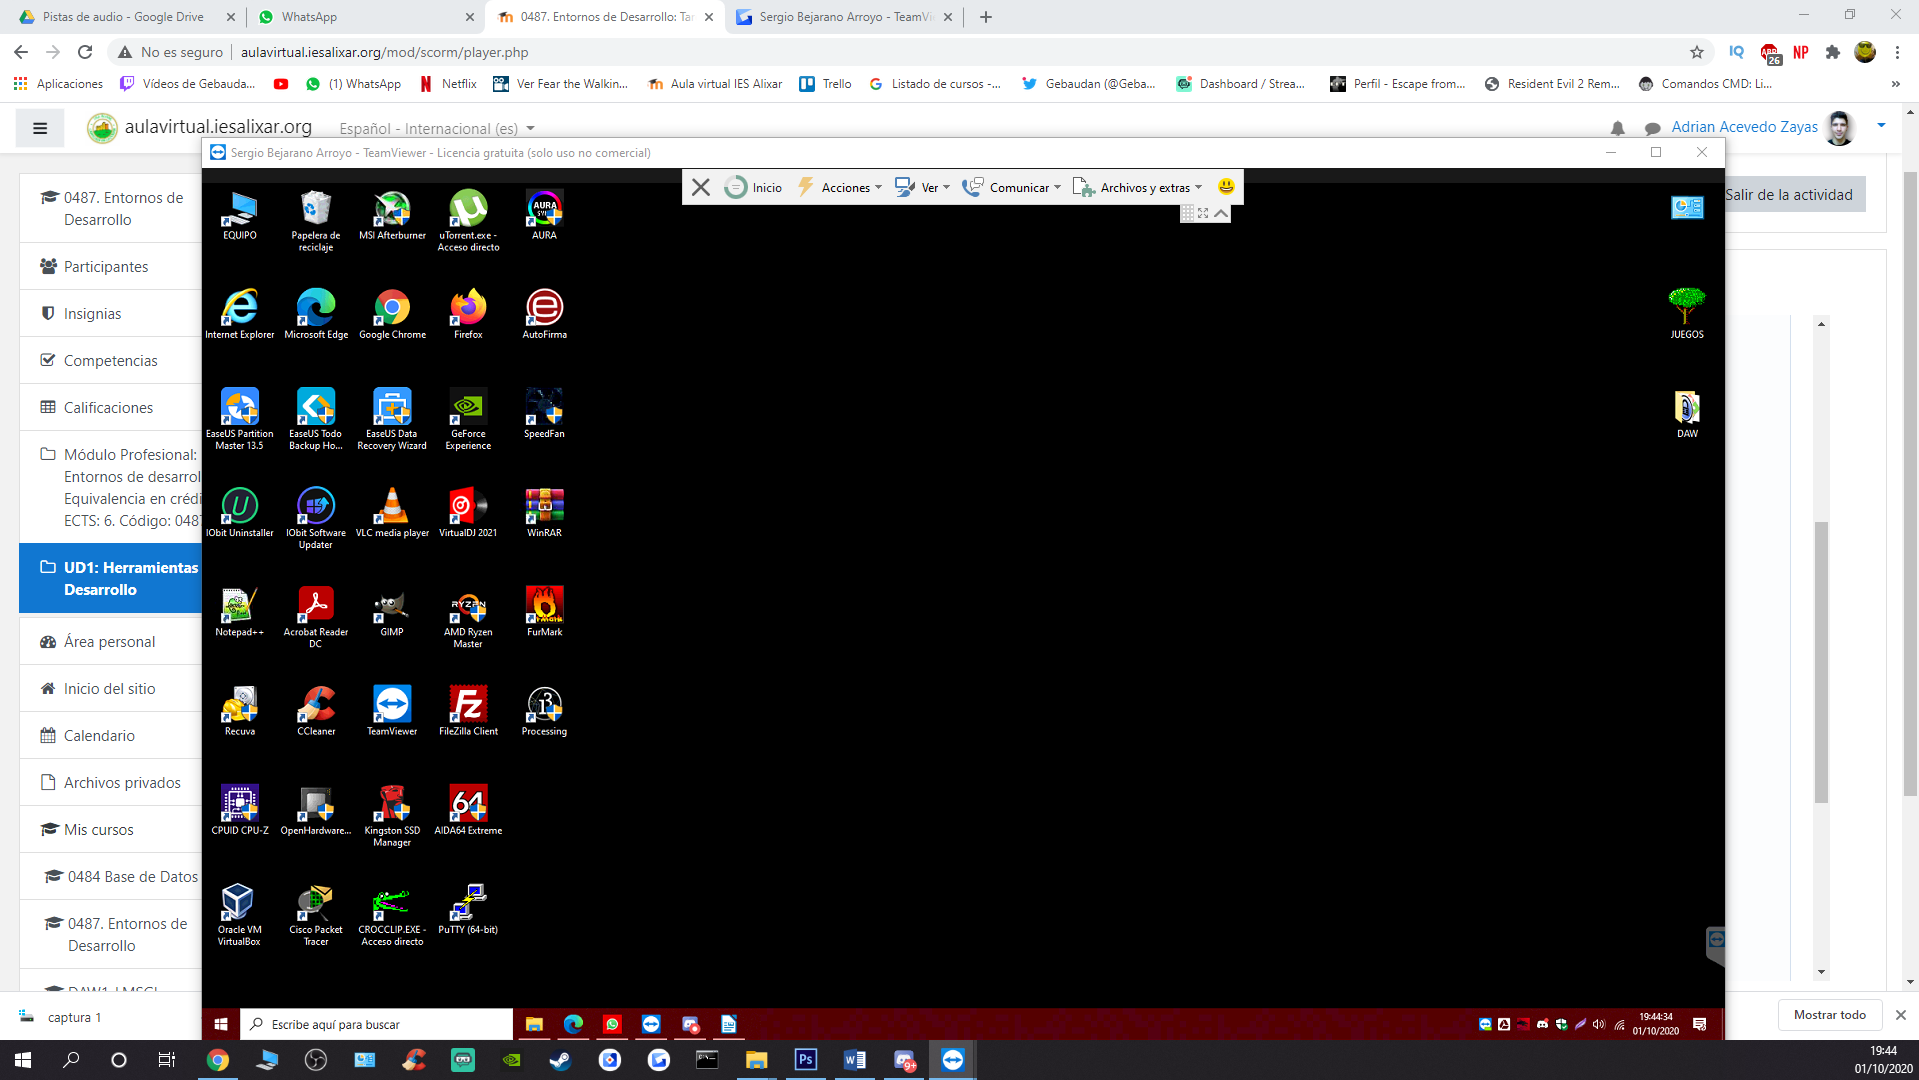 Pistas de audio - Google Drive
WhatsApp
0487. Entornos de Desarrollo: Tar
Sergio Bejarano Arroyo - TeamVi
No es seguro
aulavirtual.iesalixar.org/mod/scorm/player.php
IQ
ABP
26
NP
Aplicaciones
Vídeos de Gebauda...
(1) WhatsApp
Netflix
Ver Fear the Walkin...
Aula virtual IES Alixar
Trello
Listado de cursos -...
Gebaudan (@Geba...
Dashboard / Strea...
Perfil - Escape from...
Resident Evil 2 Rem...
Comandos CMD: Li...
»
aulavirtual.iesalixar.org
Español - Internacional (es)
Adrian Acevedo Zayas
Sergio Bejarano Arroyo - TeamViewer - Licencia gratuita (solo uso no comercial)
Inicio
Acciones
Ver
Comunicar
Archivos y extras
Salir de la actividad
0487. Entornos de
Desarrollo
Participantes
Insignias
Competencias
Calificaciones
Módulo Profesional:
Entornos de desarrol
Equivalencia en crédi
ECTS: 6. Código: 0487
UD1: Herramientas
Desarrollo
Área personal
Inicio del sitio
Calendario
Archivos privados
Mis cursos
0484 Base de Datos
0487. Entornos de
Desarrollo
EQUIPO
Papelera de
reciclaje
MSI Afterburner
uTorrent.exe -
Acceso directo
AURA
AURA
Internet Explorer
Microsoft Edge
Google Chrome
Firefox
AutoFirma
JUEGOS
EaseUS Partition
Master 13.5
EaseUS Todo
Backup Ho...
EaseUS Data
Recovery Wizard
GeForce
Experience
SpeedFan
DAW
IObit Uninstaller
IObit Software
Updater
VLC media player
VirtualDJ 2021
WinRAR
RYZEN
Notepad++
Acrobat Reader
DC
GIMP
AMD Ryzen
Master
FurMark
Recuva
CCleaner
TeamViewer
FileZilla Client
Processing
64
CPUID CPU-Z
OpenHardware...
Kingston SSD
Manager
AIDA64 Extreme
Oracle VM
VirtualBox
Cisco Packet
Tracer
CROCCLIP.EXE -
Acceso directo
PuTTY (64-bit)
captura 1
Escribe aquí para buscar
19:44:34
01/10/2020
Mostrar todo
Ps
9+
19:44
01/10/2020